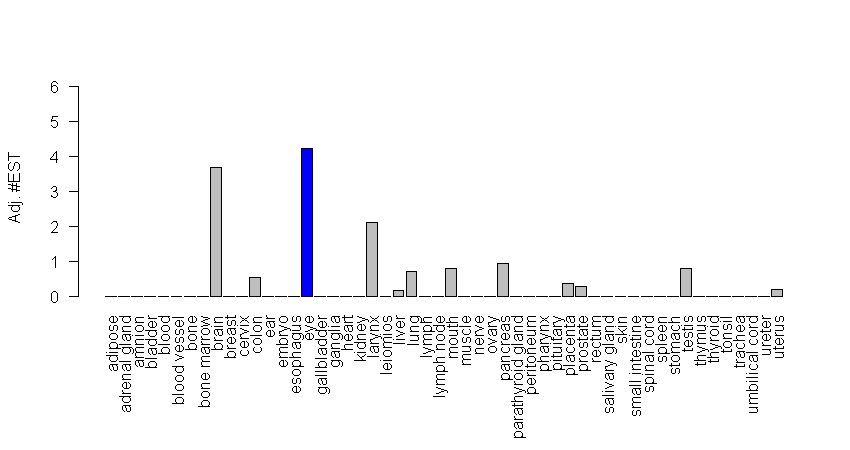 6
5
4
3
2
1
0
Adj. #EST
adipose
adrenal gland
amnion
bladder
blood
blood vessel
bone
bone marrow
brain
breast
cervix
colon
ear
embryo
esophagus
eye
gallbladder
ganglia
heart
kidney
larynx
leiomios
liver
lung
lymph
lymph node
mouth
muscle
nerve
ovary
pancreas
parathyroid gland
peritoneum
pharynx
pituitary
placenta
prostate
rectum
salivary gland
skin
small intestine
spinal cord
spleen
stomach
testis
thymus
thyroid
tonsil
trachea
umbilical cord
ureter
uterus